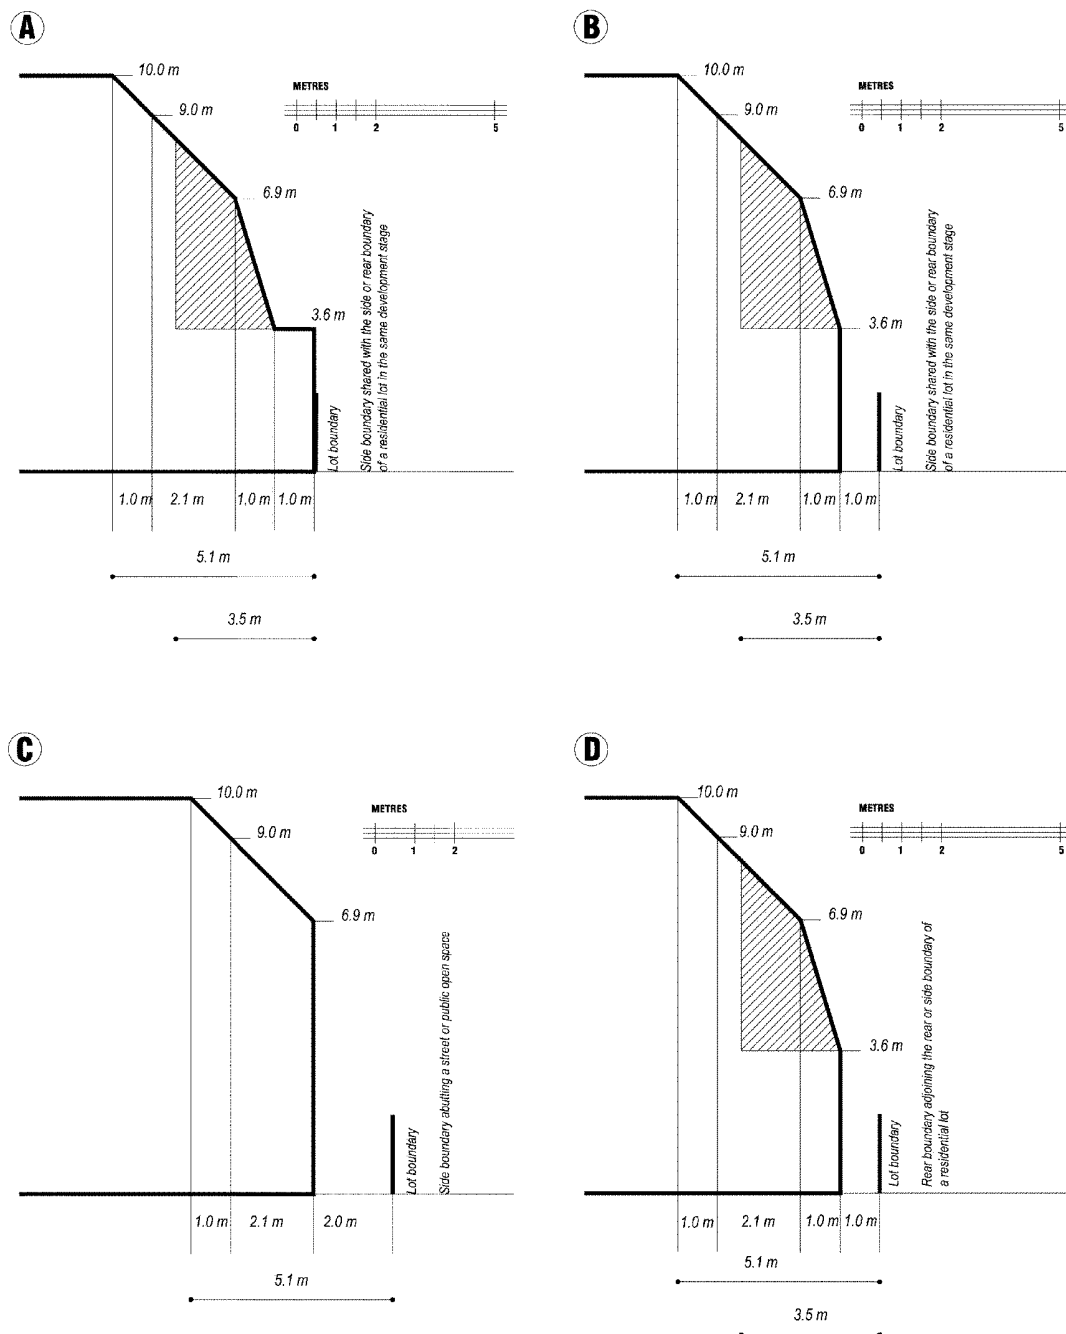 A
10.0 m
9.0 m
METRES
0 1 2 5
6.9 m
3.6 m
Lot boundary
Side boundary shared with the side or rear boundary
of a residential lot in the same development stage
1.0 m 2.1 m 1.0 m 1.0 m
5.1 m
3.5 m
B
10.0 m
9.0 m
METRES
0 1 2 5
6.9 m
3.6 m
Lot boundary
Side boundary shared with the side or rear boundary
of a residential lot in the same development stage
1.0 m 2.1 m 1.0 m 1.0 m
5.1 m
3.5 m
C
10.0 m
9.0 m
METRES
0 1 2
6.9 m
Lot boundary
Side boundary abutting a street or public open space
1.0 m 2.1 m 2.0 m
5.1 m
D
10.0 m
9.0 m
METRES
0 1 2 5
6.9 m
3.6 m
Lot boundary
Rear boundary adjoining the rear or side boundary of
a residential lot
1.0 m 2.1 m 1.0 m 1.0 m
5.1 m
3.5 m